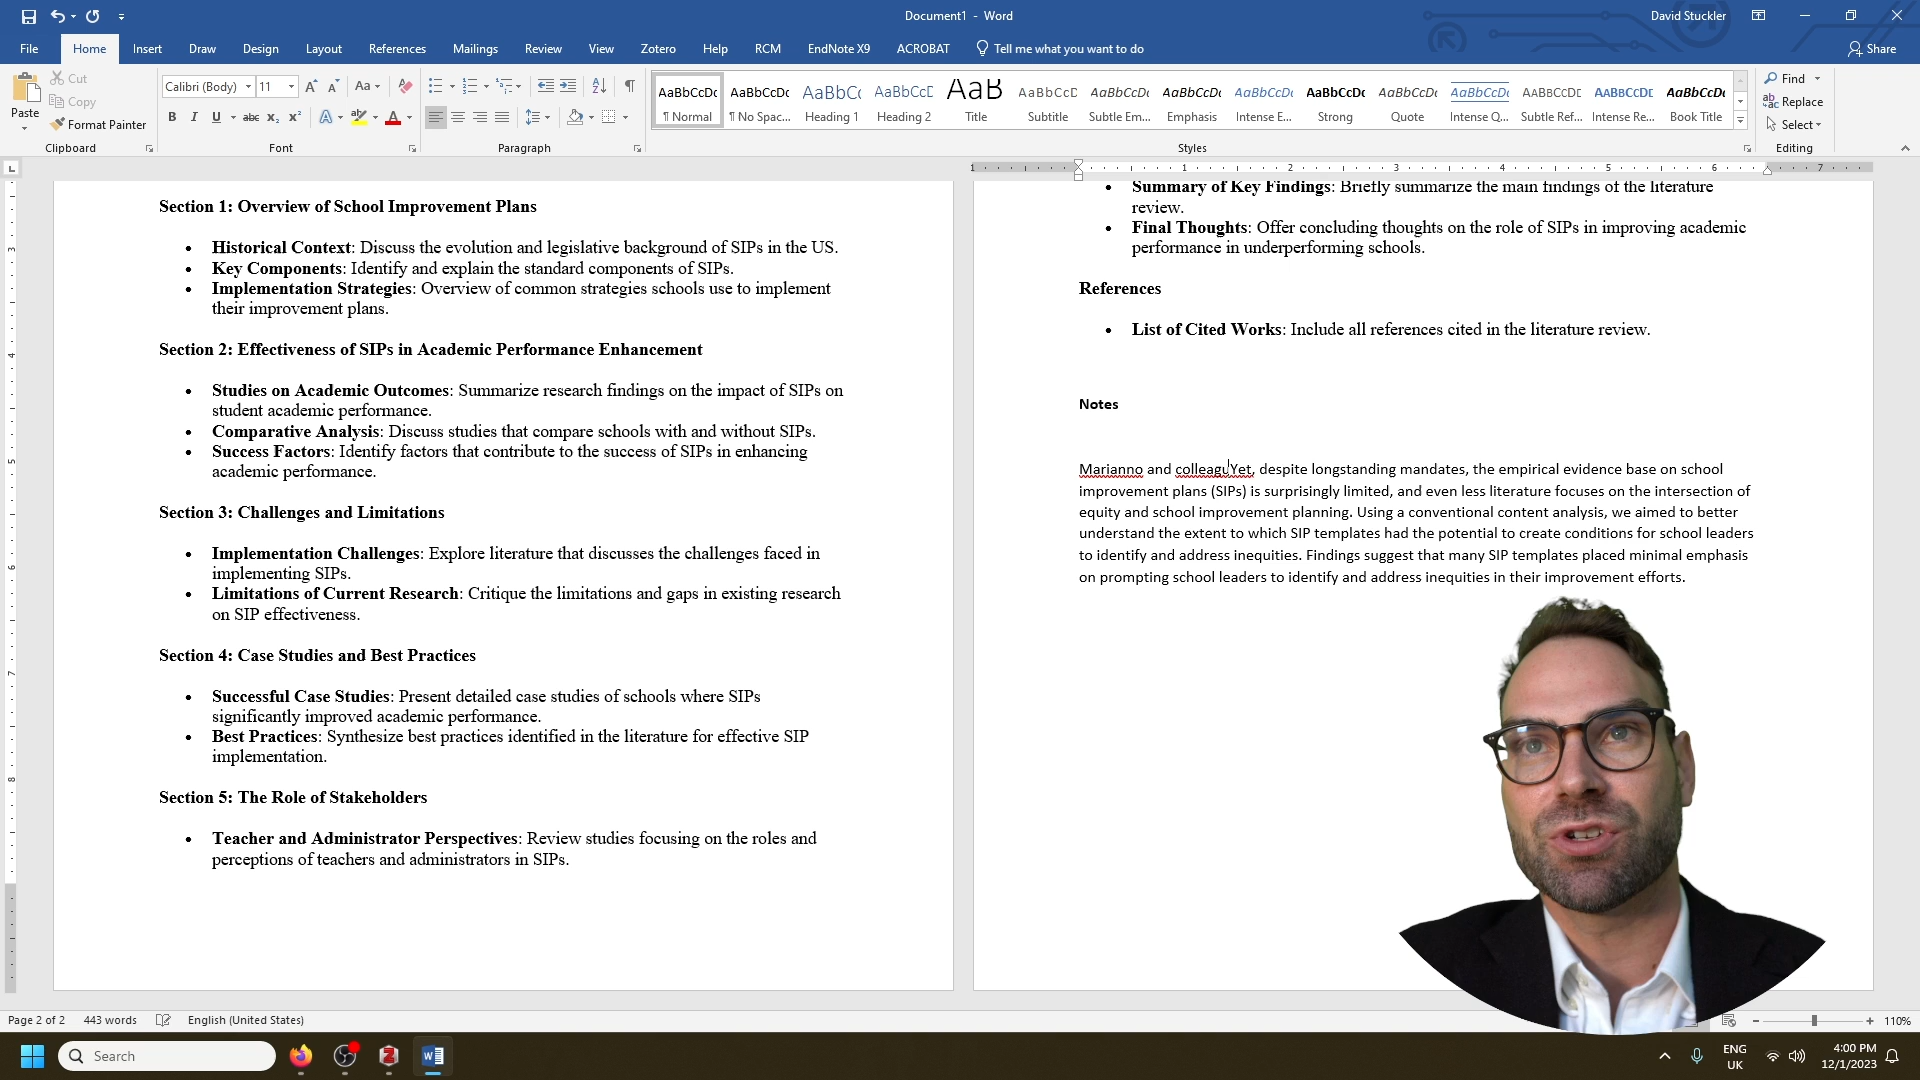 Document1 - Word
David Stuckler
File Home Insert Draw Design Layout References Mailings Review View Zotero Help RCM EndNote X9 ACROBAT Tell me what you want to do Share
Paste
Cut
Copy
Format Painter
Clipboard
Calibri (Body) 11
Font
Paragraph
AaBbCcDc AaBbCcDc AaBbCc AaBbCcE AaB AaBbCcD AaBbCcDc AaBbCcDc AaBbCcDc AaBbCcDc AaBbCcDc AaBbCcDc AABBCCDE AABBCCDE AaBbCcDc
¶ Normal ¶ No Spac... Heading 1 Heading 2 Title Subtitle Subtle Em... Emphasis Intense E... Strong Quote Intense Q... Subtle Ref... Intense Re... Book Title
Styles
Find
Replace
Select
Editing
Section 1: Overview of School Improvement Plans
• Historical Context: Discuss the evolution and legislative background of SIPs in the US.
• Key Components: Identify and explain the standard components of SIPs.
• Implementation Strategies: Overview of common strategies schools use to implement
their improvement plans.
Section 2: Effectiveness of SIPs in Academic Performance Enhancement
• Studies on Academic Outcomes: Summarize research findings on the impact of SIPs on
student academic performance.
• Comparative Analysis: Discuss studies that compare schools with and without SIPs.
• Success Factors: Identify factors that contribute to the success of SIPs in enhancing
academic performance.
Section 3: Challenges and Limitations
• Implementation Challenges: Explore literature that discusses the challenges faced in
implementing SIPs.
• Limitations of Current Research: Critique the limitations and gaps in existing research
on SIP effectiveness.
Section 4: Case Studies and Best Practices
• Successful Case Studies: Present detailed case studies of schools where SIPs
significantly improved academic performance.
• Best Practices: Synthesize best practices identified in the literature for effective SIP
implementation.
Section 5: The Role of Stakeholders
• Teacher and Administrator Perspectives: Review studies focusing on the roles and
perceptions of teachers and administrators in SIPs.
• Summary of Key Findings: Briefly summarize the main findings of the literature
review.
• Final Thoughts: Offer concluding thoughts on the role of SIPs in improving academic
performance in underperforming schools.
References
• List of Cited Works: Include all references cited in the literature review.
Notes
Marianno and colleaguYet, despite longstanding mandates, the empirical evidence base on school
improvement plans (SIPs) is surprisingly limited, and even less literature focuses on the intersection of
equity and school improvement planning. Using a conventional content analysis, we aimed to better
understand the extent to which SIP templates had the potential to create conditions for school leaders
to identify and address inequities. Findings suggest that many SIP templates placed minimal emphasis
on prompting school leaders to identify and address inequities in their improvement efforts.
Page 2 of 2 443 words English (United States)
110%
Search
ENG
UK
4:00 PM
12/1/2023